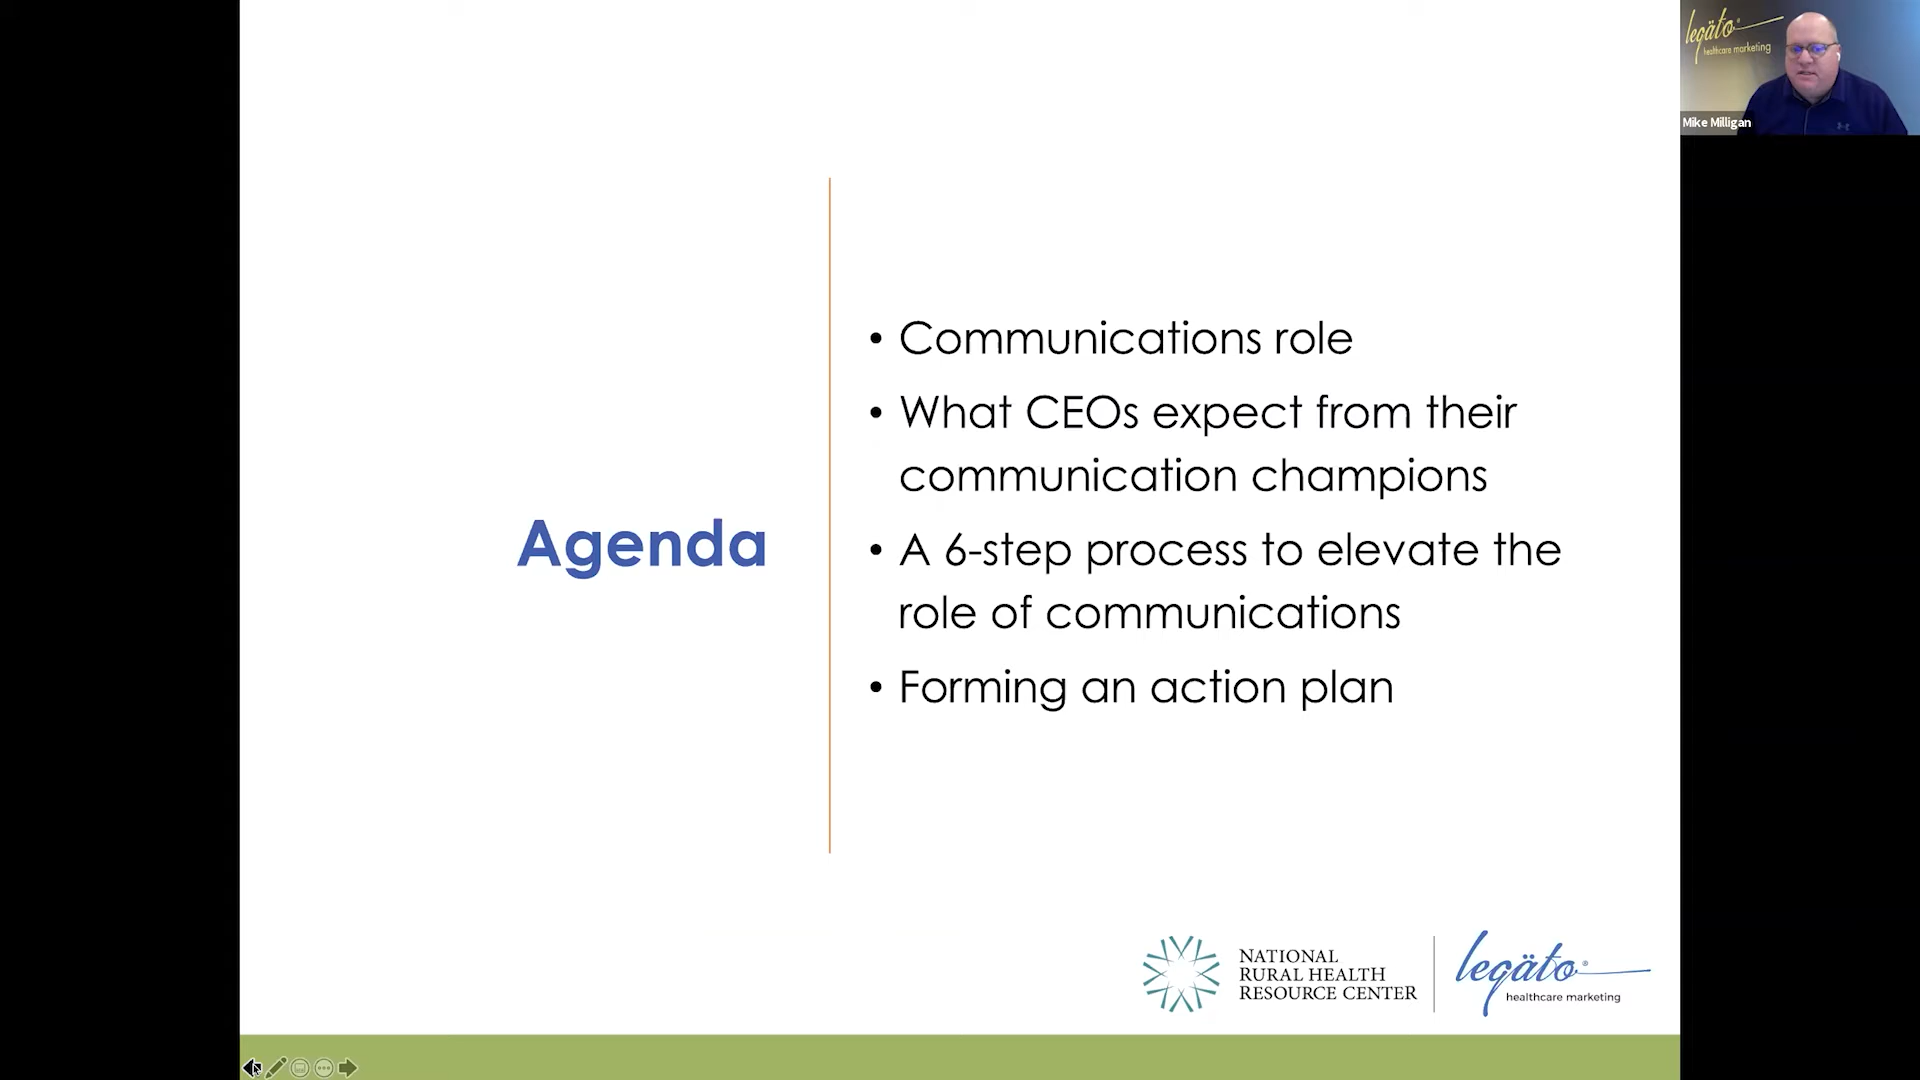 legäto®
healthcare marketing
Mike Milligan
Agenda
• Communications role
• What CEOs expect from their
communication champions
• A 6-step process to elevate the
role of communications
• Forming an action plan
NATIONAL
RURAL HEALTH
RESOURCE CENTER
legäto®
healthcare marketing